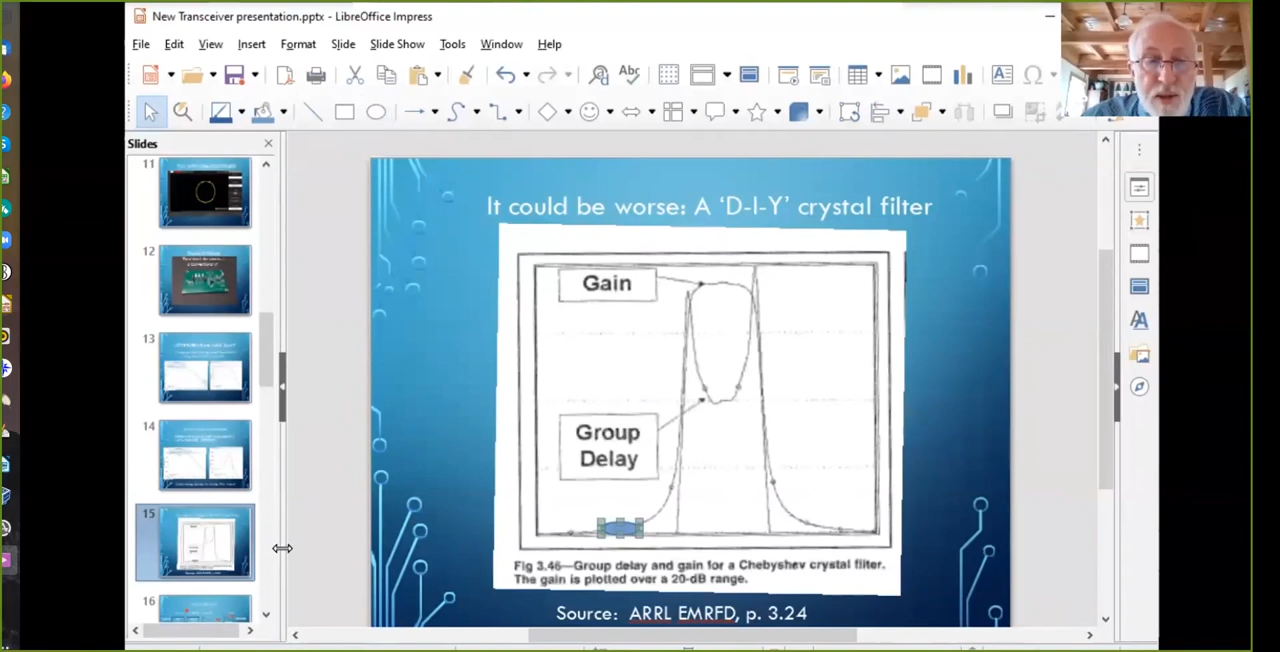 New Transceiver presentation.pptx - LibreOffice Impress
File Edit View Insert Format Slide Slide Show Tools Window Help
Slides
11
12
13
14
15
16
It could be worse: A ‘D-I-Y’ crystal filter
Gain
Group
Delay
Fig 3.46—Group delay and gain for a Chebyshev crystal filter.
The gain is plotted over a 20-dB range.
Source: ARRL EMRFD, p. 3.24